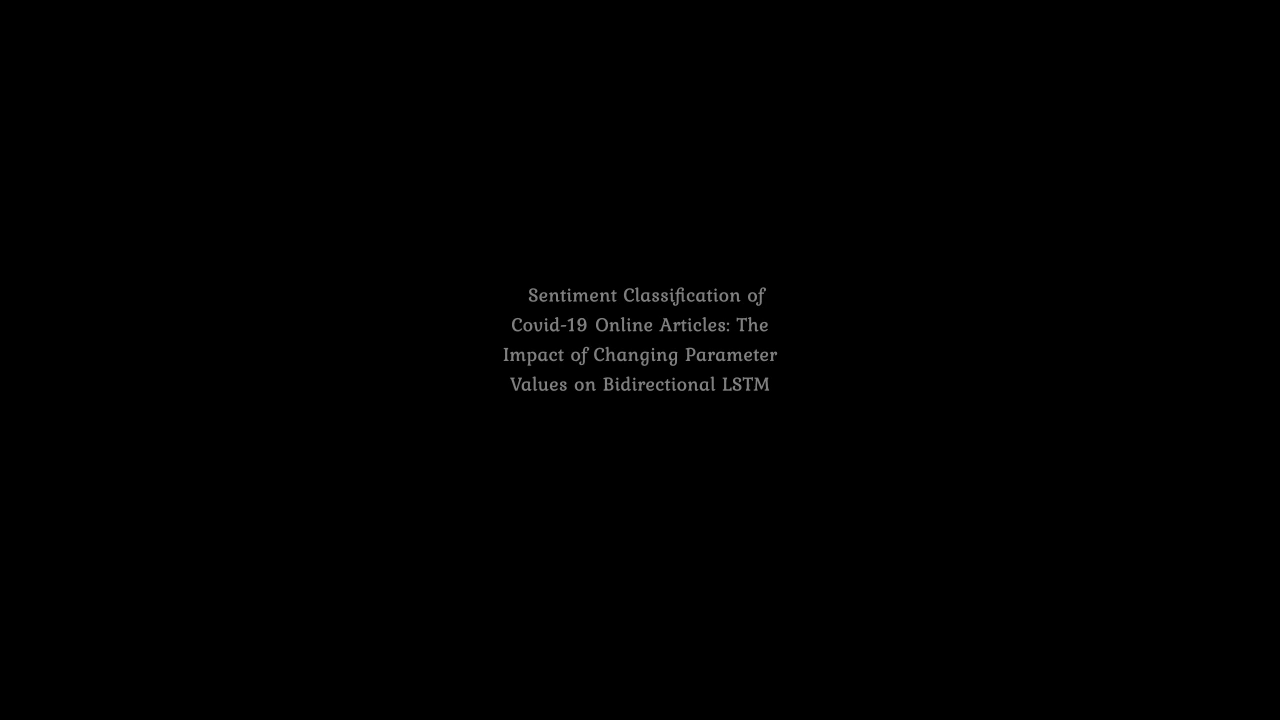 Sentiment Classification of
Covid-19 Online Articles: The
Impact of Changing Parameter
Values on Bidirectional LSTM